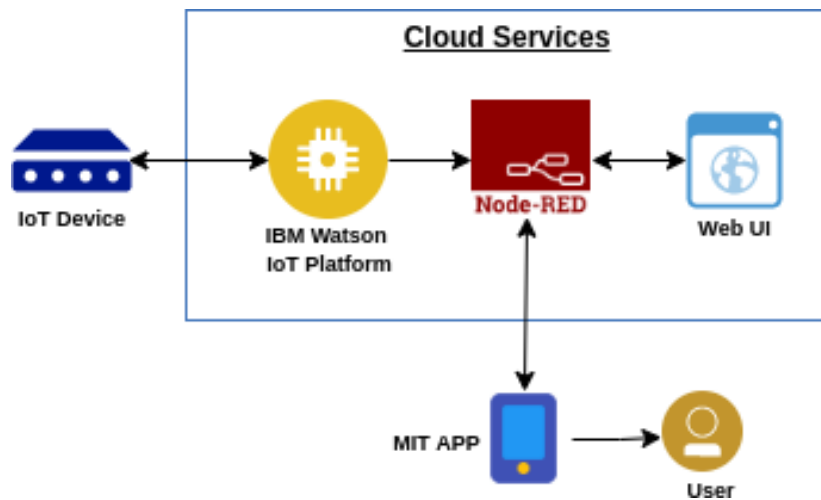 Cloud Services
IoT Device
IBM Watson
IoT Platform
Node-RED
Web UI
MIT APP
User